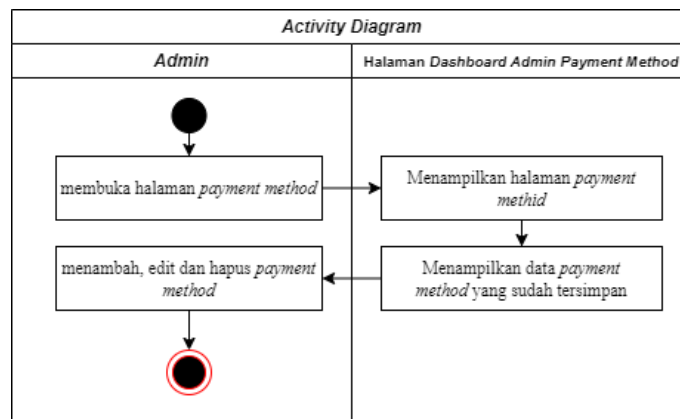 Activity Diagram
Admin
Halaman Dashboard Admin Payment Method
membuka halaman payment method
Menampilkan halaman payment
methid
menambah, edit dan hapus payment
method
Menampilkan data payment
method yang sudah tersimpan